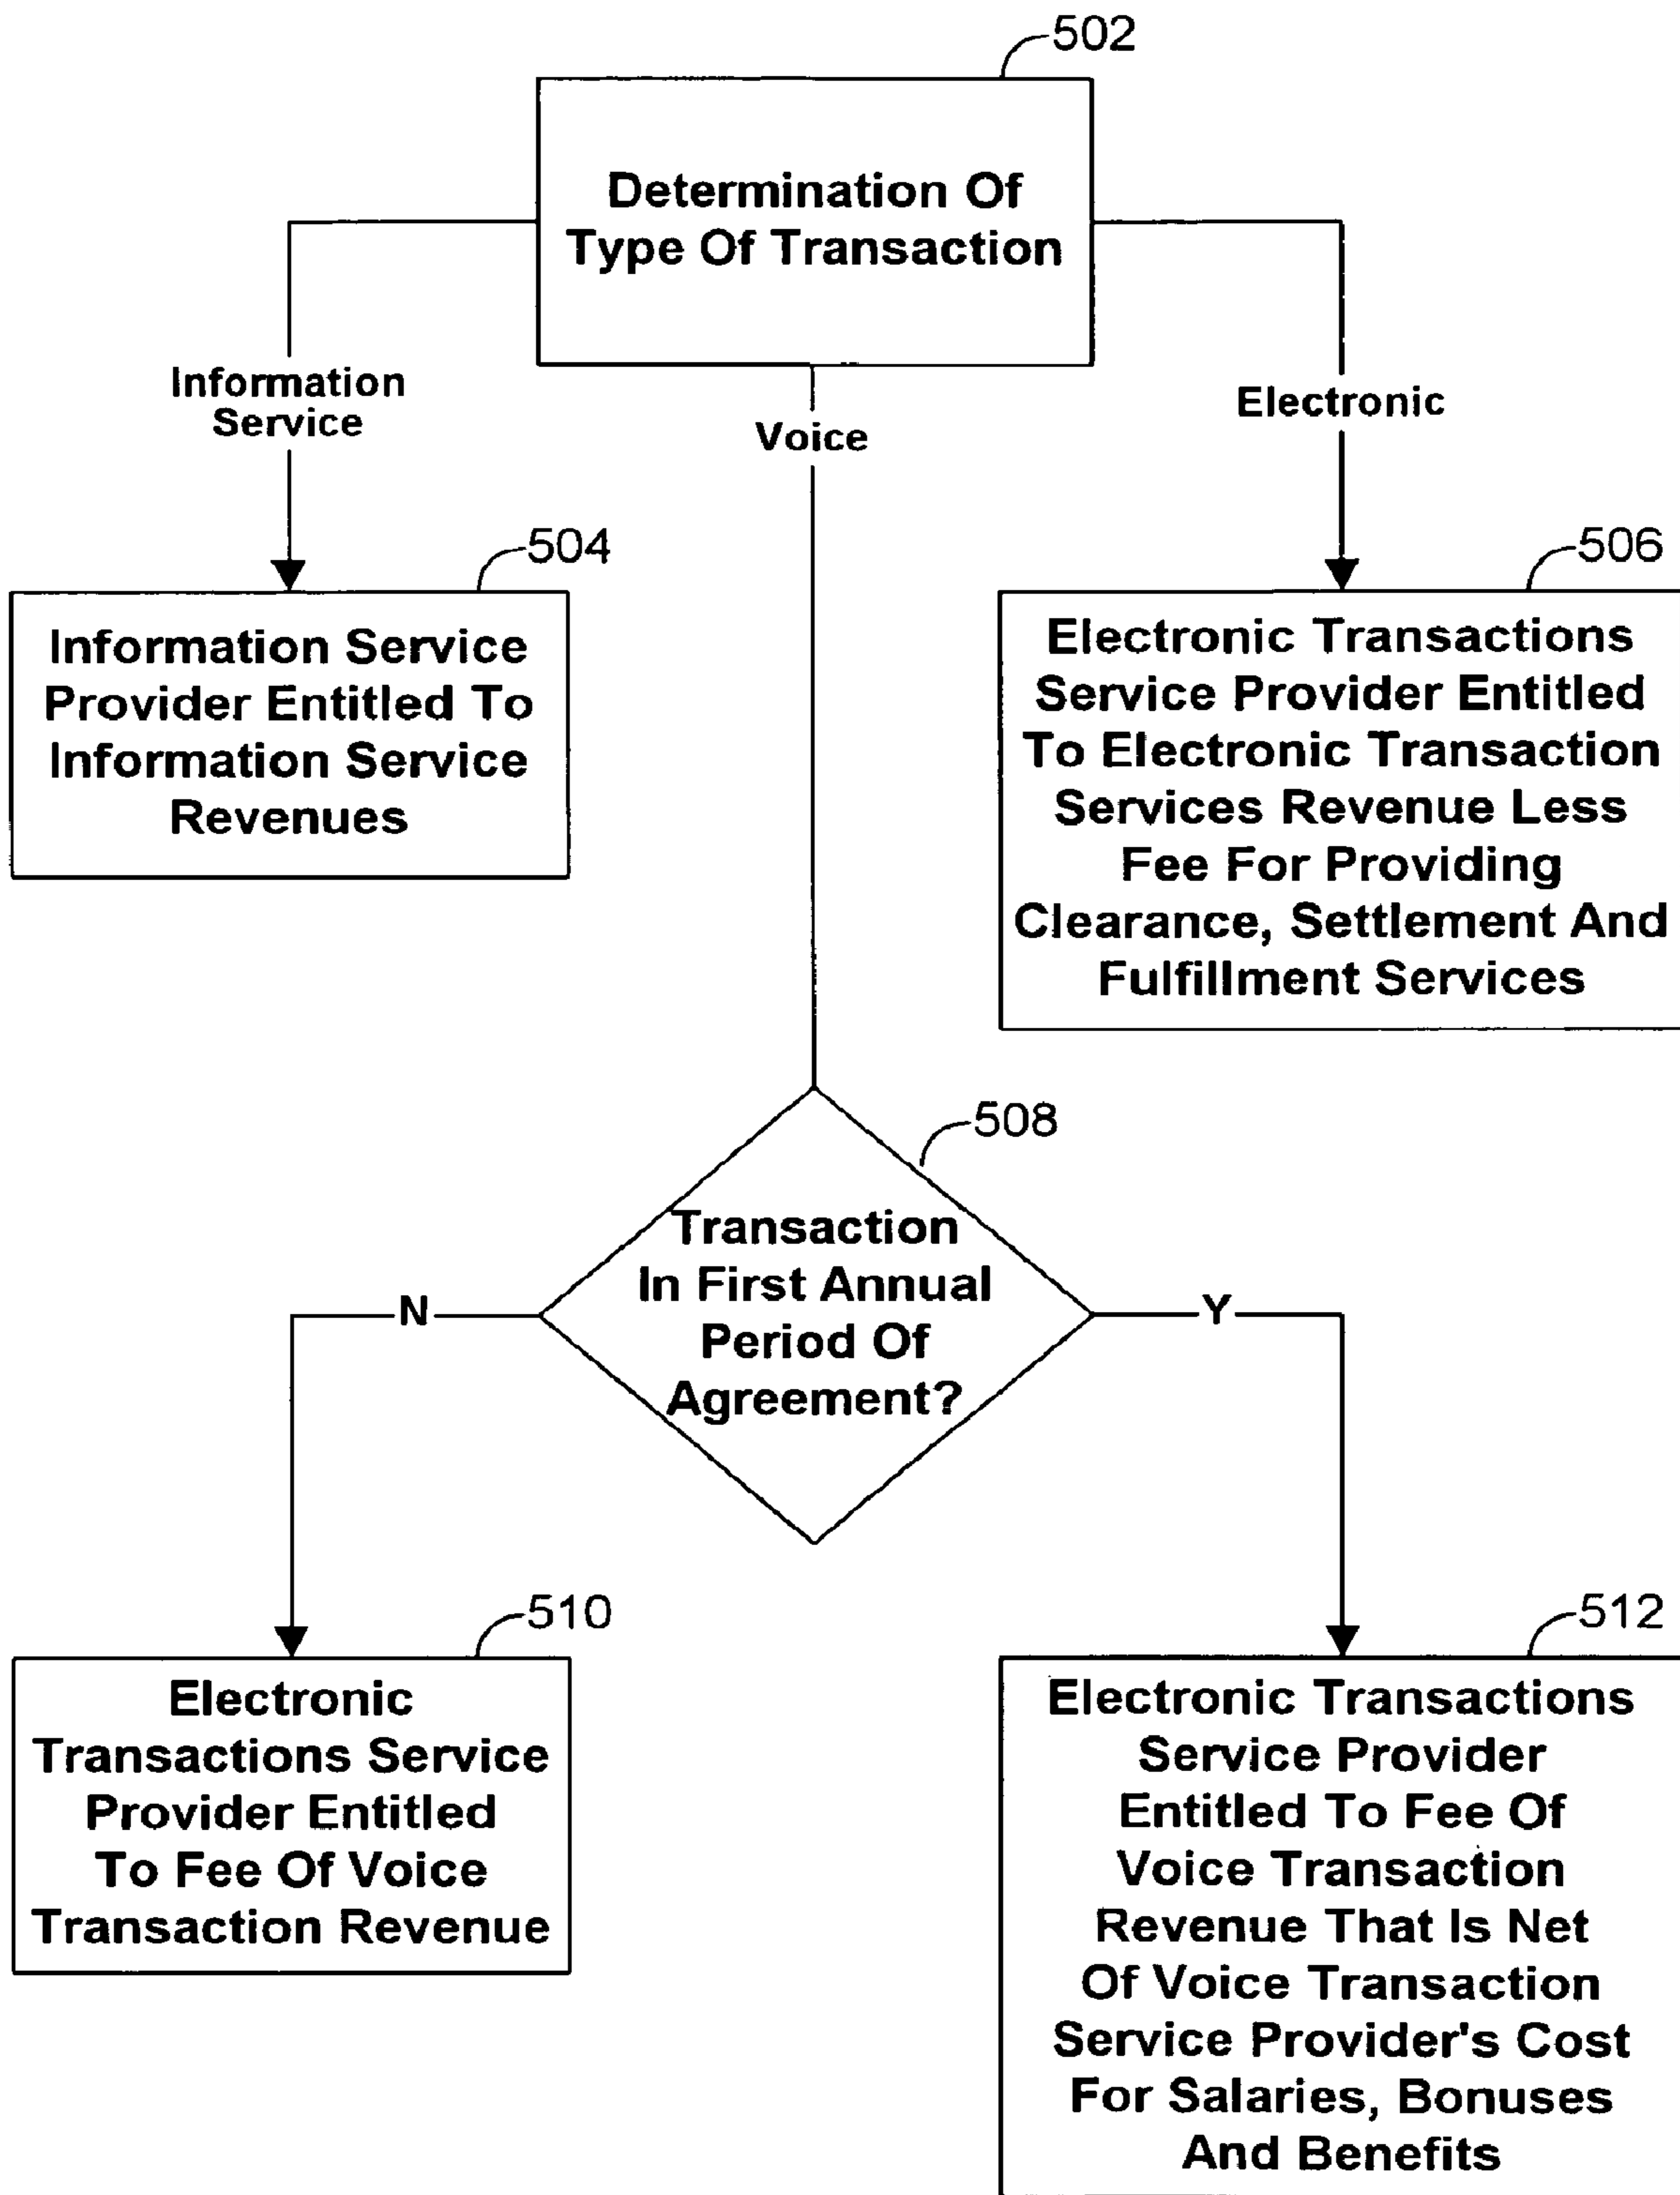 502
Determination Of
Type Of Transaction
Information
Service
Voice
Electronic
504
Information Service
Provider Entitled To
Information Service
Revenues
506
Electronic Transactions
Service Provider Entitled
To Electronic Transaction
Services Revenue Less
Fee For Providing
Clearance, Settlement And
Fulfillment Services
508
Transaction
In First Annual
Period Of
Agreement?
N
Y
510
Electronic
Transactions Service
Provider Entitled
To Fee Of Voice
Transaction Revenue
512
Electronic Transactions
Service Provider
Entitled To Fee Of
Voice Transaction
Revenue That Is Net
Of Voice Transaction
Service Provider's Cost
For Salaries, Bonuses
And Benefits